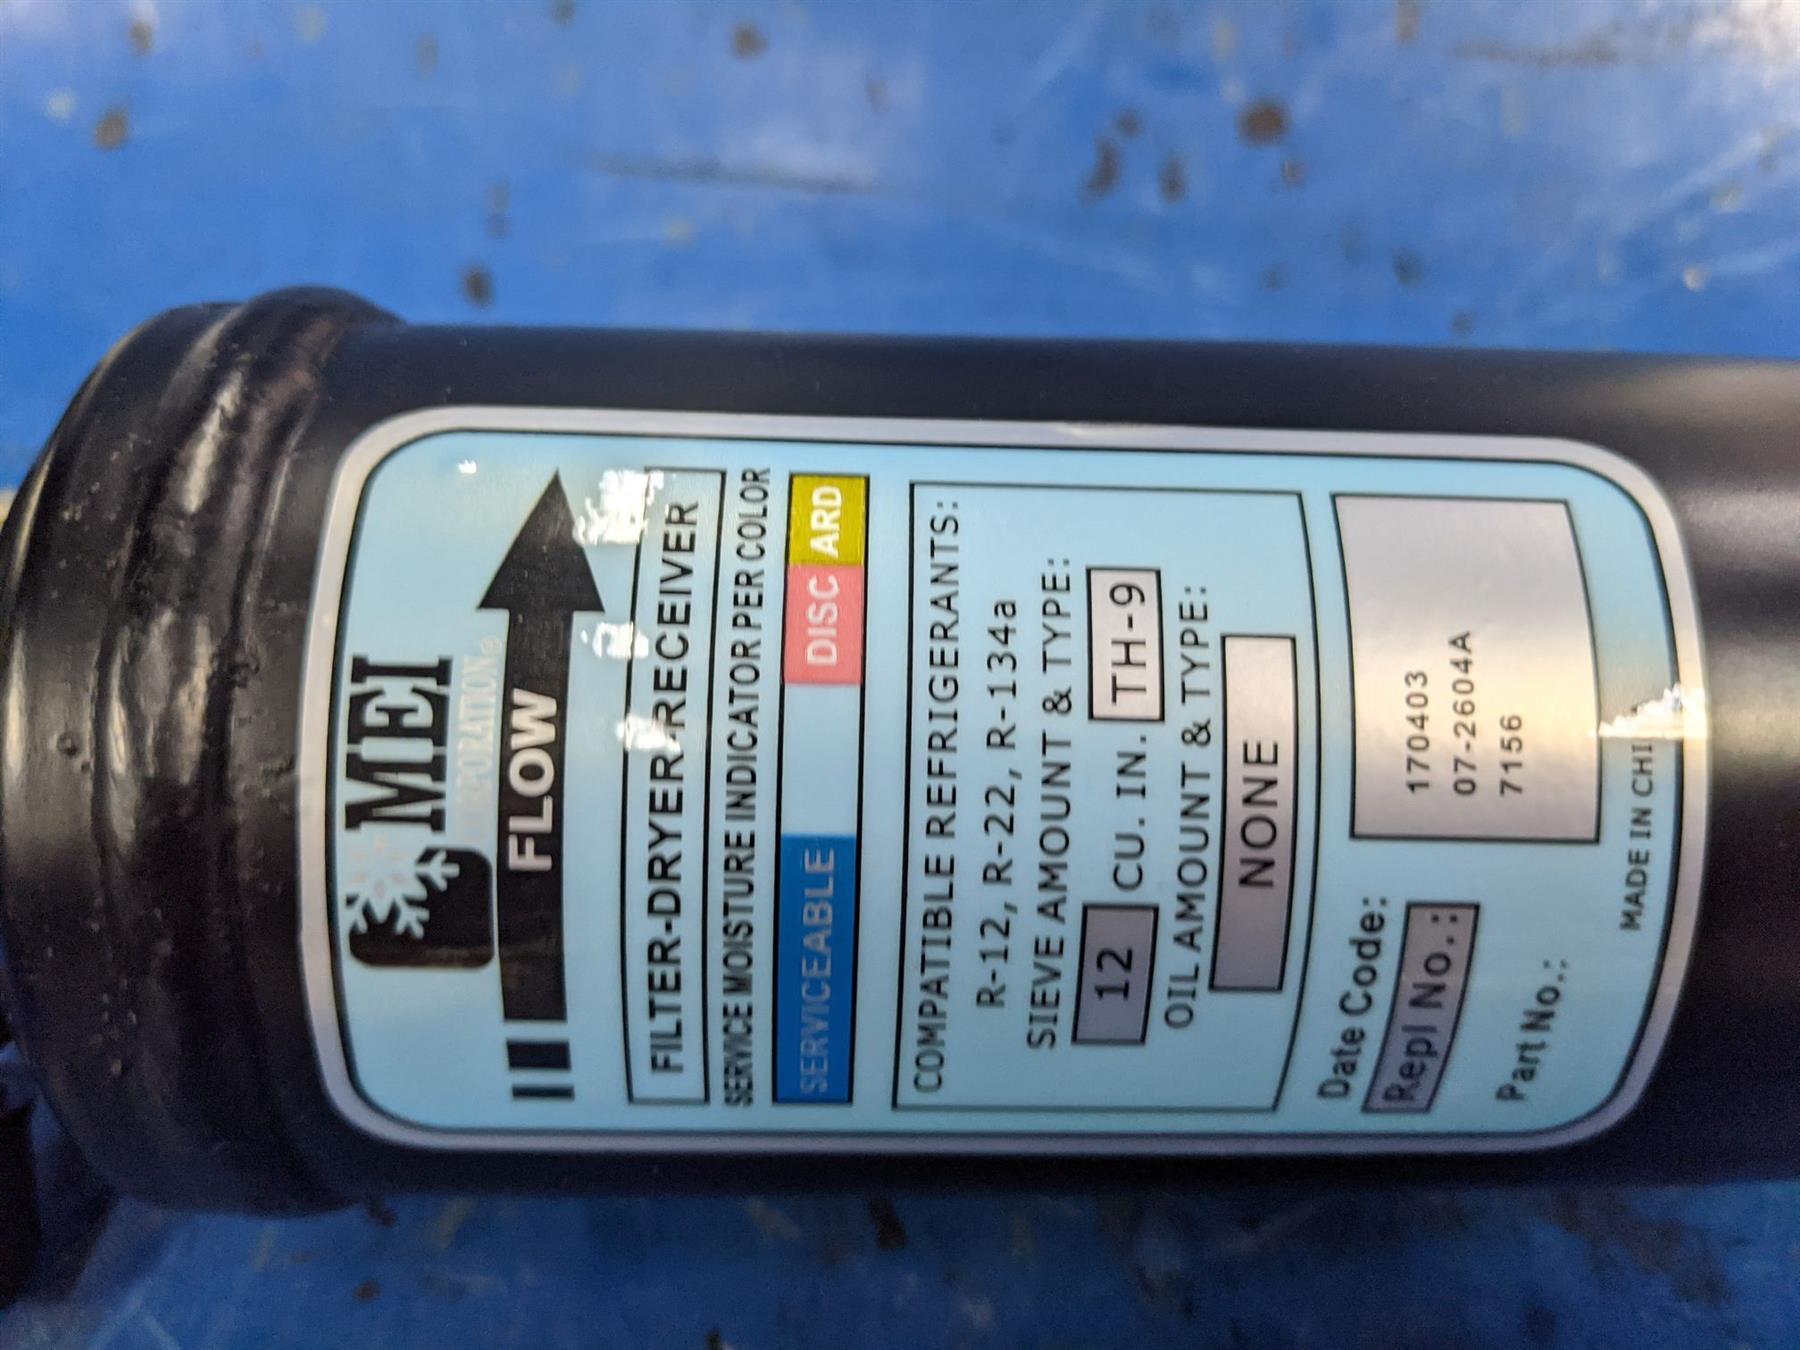 MEI
CORPORATION®
FLOW
FILTER-DRYER-RECEIVER
SERVICE MOISTURE INDICATOR PER COLOR
SERVICEABLE DISCARD
COMPATIBLE REFRIGERANTS:
R-12, R-22, R-134a
SIEVE AMOUNT & TYPE:
12 CU. IN. TH-9
OIL AMOUNT & TYPE:
NONE
Date Code: 170403
Repl No.: 07-2604A
Part No.: 7156
MADE IN CHI